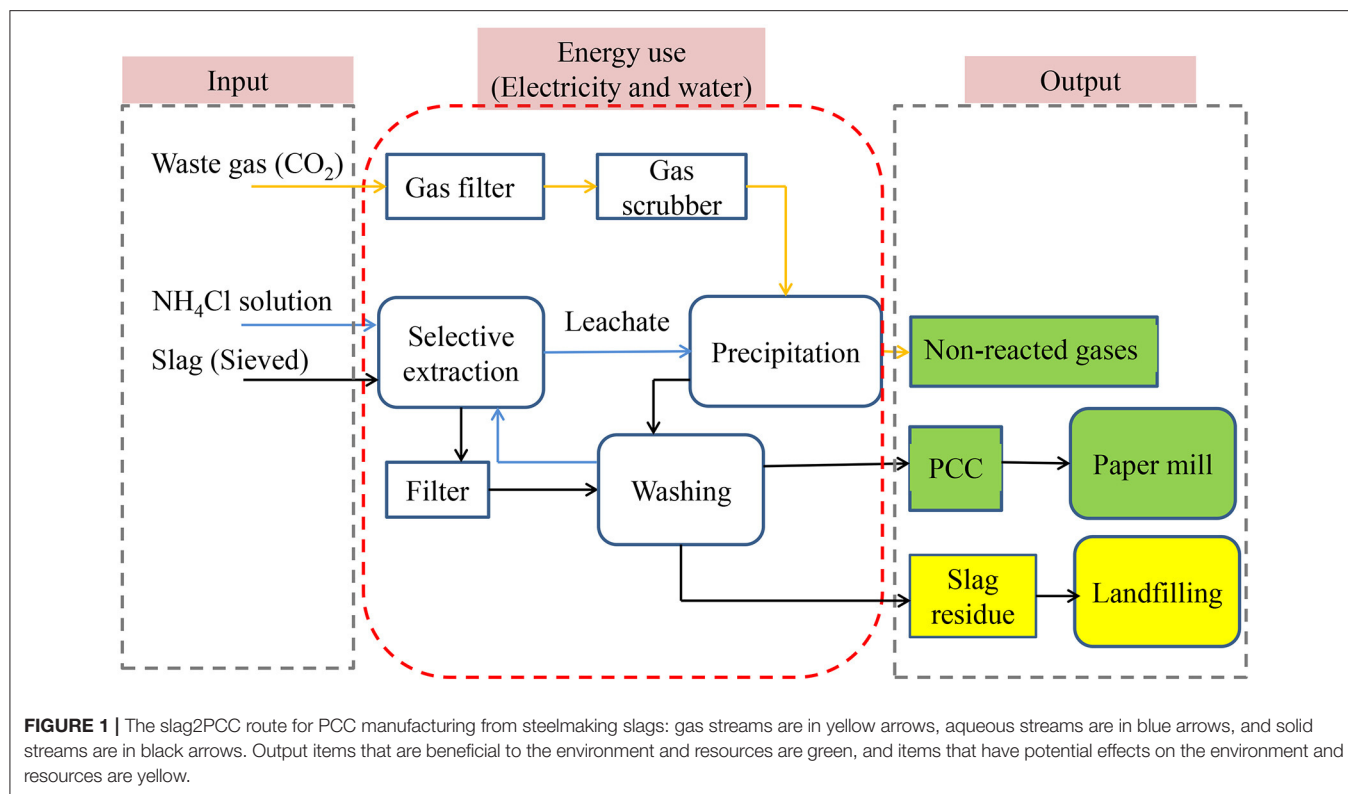 Input
Energy use
(Electricity and water)
Output
Waste gas (CO₂)
Gas filter
Gas
scrubber
NH₄Cl solution
Slag (Sieved)
Selective
extraction
Leachate
Precipitation
Non-reacted gases
Filter
Washing
PCC
Paper mill
Slag
residue
Landfilling
FIGURE 1 | The slag2PCC route for PCC manufacturing from steelmaking slags: gas streams are in yellow arrows, aqueous streams are in blue arrows, and solid
streams are in black arrows. Output items that are beneficial to the environment and resources are green, and items that have potential effects on the environment and
resources are yellow.